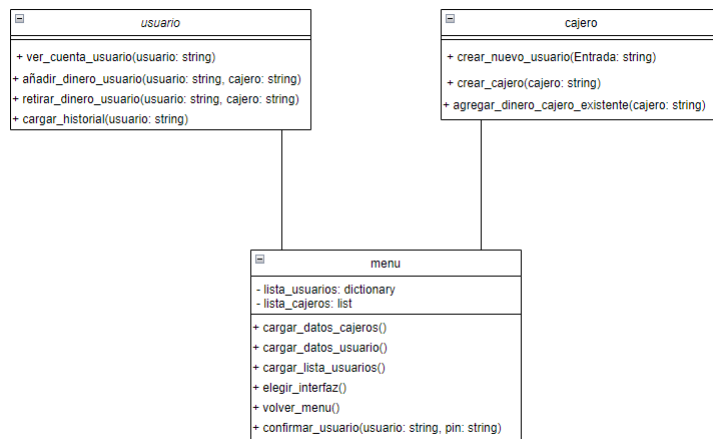 usuario
+ ver_cuenta_usuario(usuario: string)
+ añadir_dinero_usuario(usuario: string, cajero: string)
+ retirar_dinero_usuario(usuario: string, cajero: string)
+ cargar_historial(usuario: string)
cajero
+ crear_nuevo_usuario(Entrada: string)
+ crear_cajero(cajero: string)
+ agregar_dinero_cajero_existente(cajero: string)
menu
- lista_usuarios: dictionary
- lista_cajeros: list
+ cargar_datos_cajeros()
+ cargar_datos_usuario()
+ cargar_lista_usuarios()
+ elegir_interfaz()
+ volver_menu()
+ confirmar_usuario(usuario: string, pin: string)